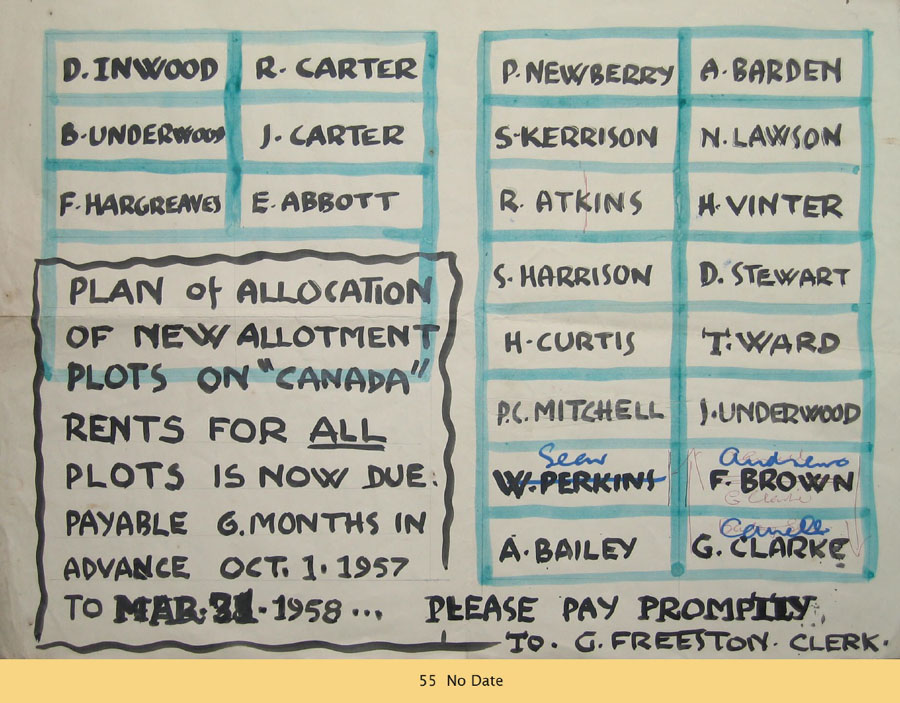 D. INWOOD R. CARTER
B. UNDERWOOD J. CARTER
F. HARGREAVES E. ABBOTT
PLAN of ALLOCATION
OF NEW ALLOTMENT
PLOTS ON "CANADA"
RENTS FOR ALL
PLOTS IS NOW DUE:
PAYABLE 6. MONTHS IN
ADVANCE OCT. 1. 1957
TO MAR. 31. 1958...
P. NEWBERRY A. BARDEN
S. KERRISON N. LAWSON
R. ATKINS H. VINTER
S. HARRISON D. STEWART
H. CURTIS T. WARD
P.C. MITCHELL J. UNDERWOOD
Andrews
W. PERKINS F. BROWN
G. Clarke
A. BAILEY G. CLARKE
PLEASE PAY PROMPTLY
TO. G. FREESTON. CLERK.
55 No Date